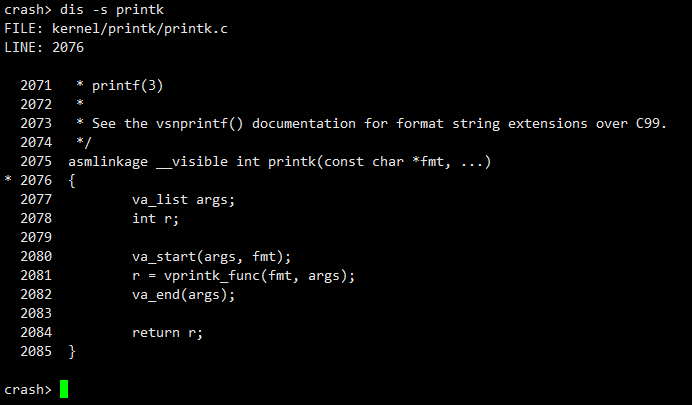 crash> dis -s printk
FILE: kernel/printk/printk.c
LINE: 2076

  2071   * printf(3)
  2072   *
  2073   * See the vsnprintf() documentation for format string extensions over C99.
  2074   */
  2075  asmlinkage __visible int printk(const char *fmt, ...)
* 2076  {
  2077          va_list args;
  2078          int r;
  2079
  2080          va_start(args, fmt);
  2081          r = vprintk_func(fmt, args);
  2082          va_end(args);
  2083
  2084          return r;
  2085  }

crash>